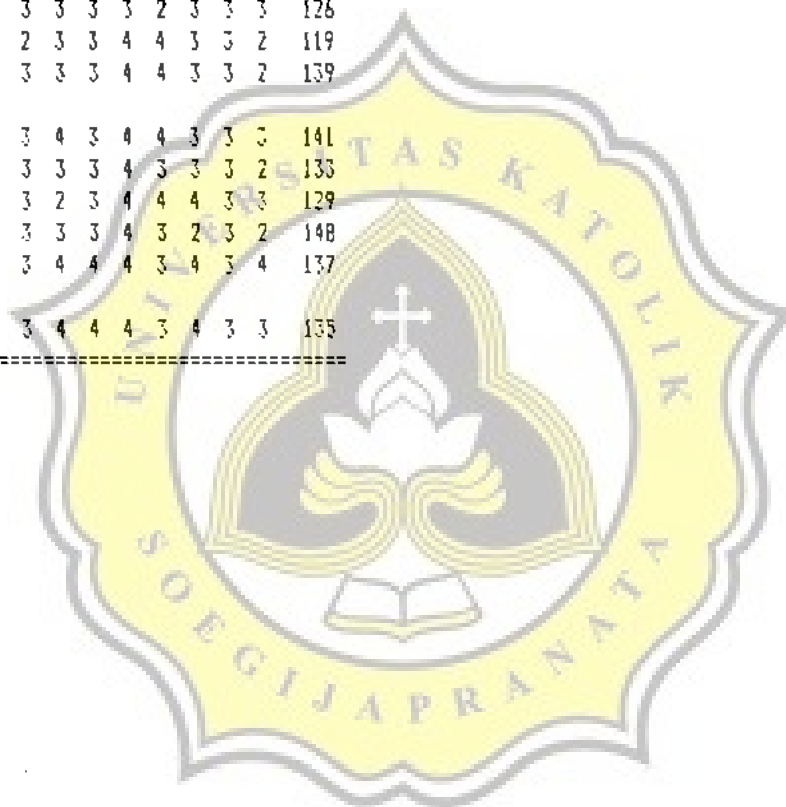 3 3 3 3 2 3 3 3 126
2 3 3 4 4 3 3 2 119
3 3 3 4 4 3 3 2 139
3 4 3 4 4 3 3 3 141
3 3 3 4 3 3 3 2 133
3 2 3 4 4 4 3 3 129
3 3 3 4 3 2 3 2 148
3 4 4 4 3 4 3 4 137
3 4 4 4 3 4 3 3 135
UNIVERSITAS KATOLIK
SOEGIJAPRANATA